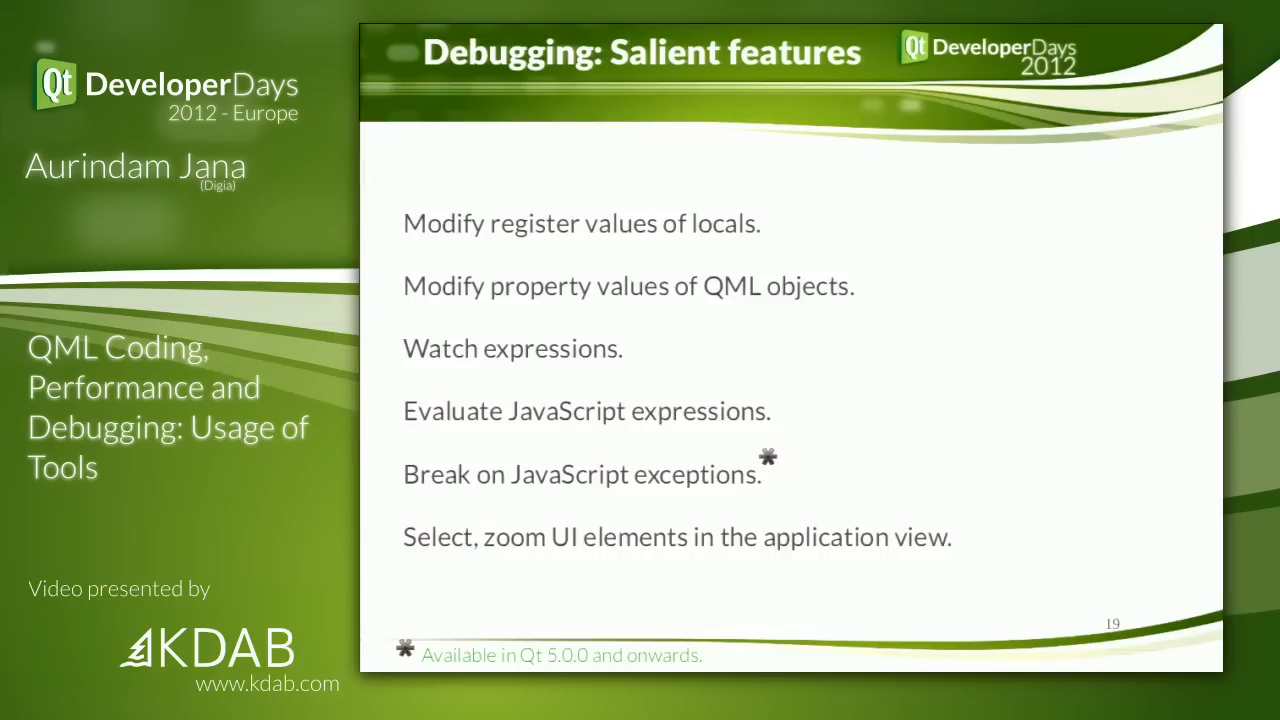 Qt DeveloperDays
2012 - Europe
Aurindam Jana
(Digia)
QML Coding,
Performance and
Debugging: Usage of
Tools
Video presented by
KDAB
www.kdab.com
Debugging: Salient features
Qt DeveloperDays
2012
Modify register values of locals.
Modify property values of QML objects.
Watch expressions.
Evaluate JavaScript expressions.
Break on JavaScript exceptions.*
Select, zoom UI elements in the application view.
19
* Available in Qt 5.0.0 and onwards.